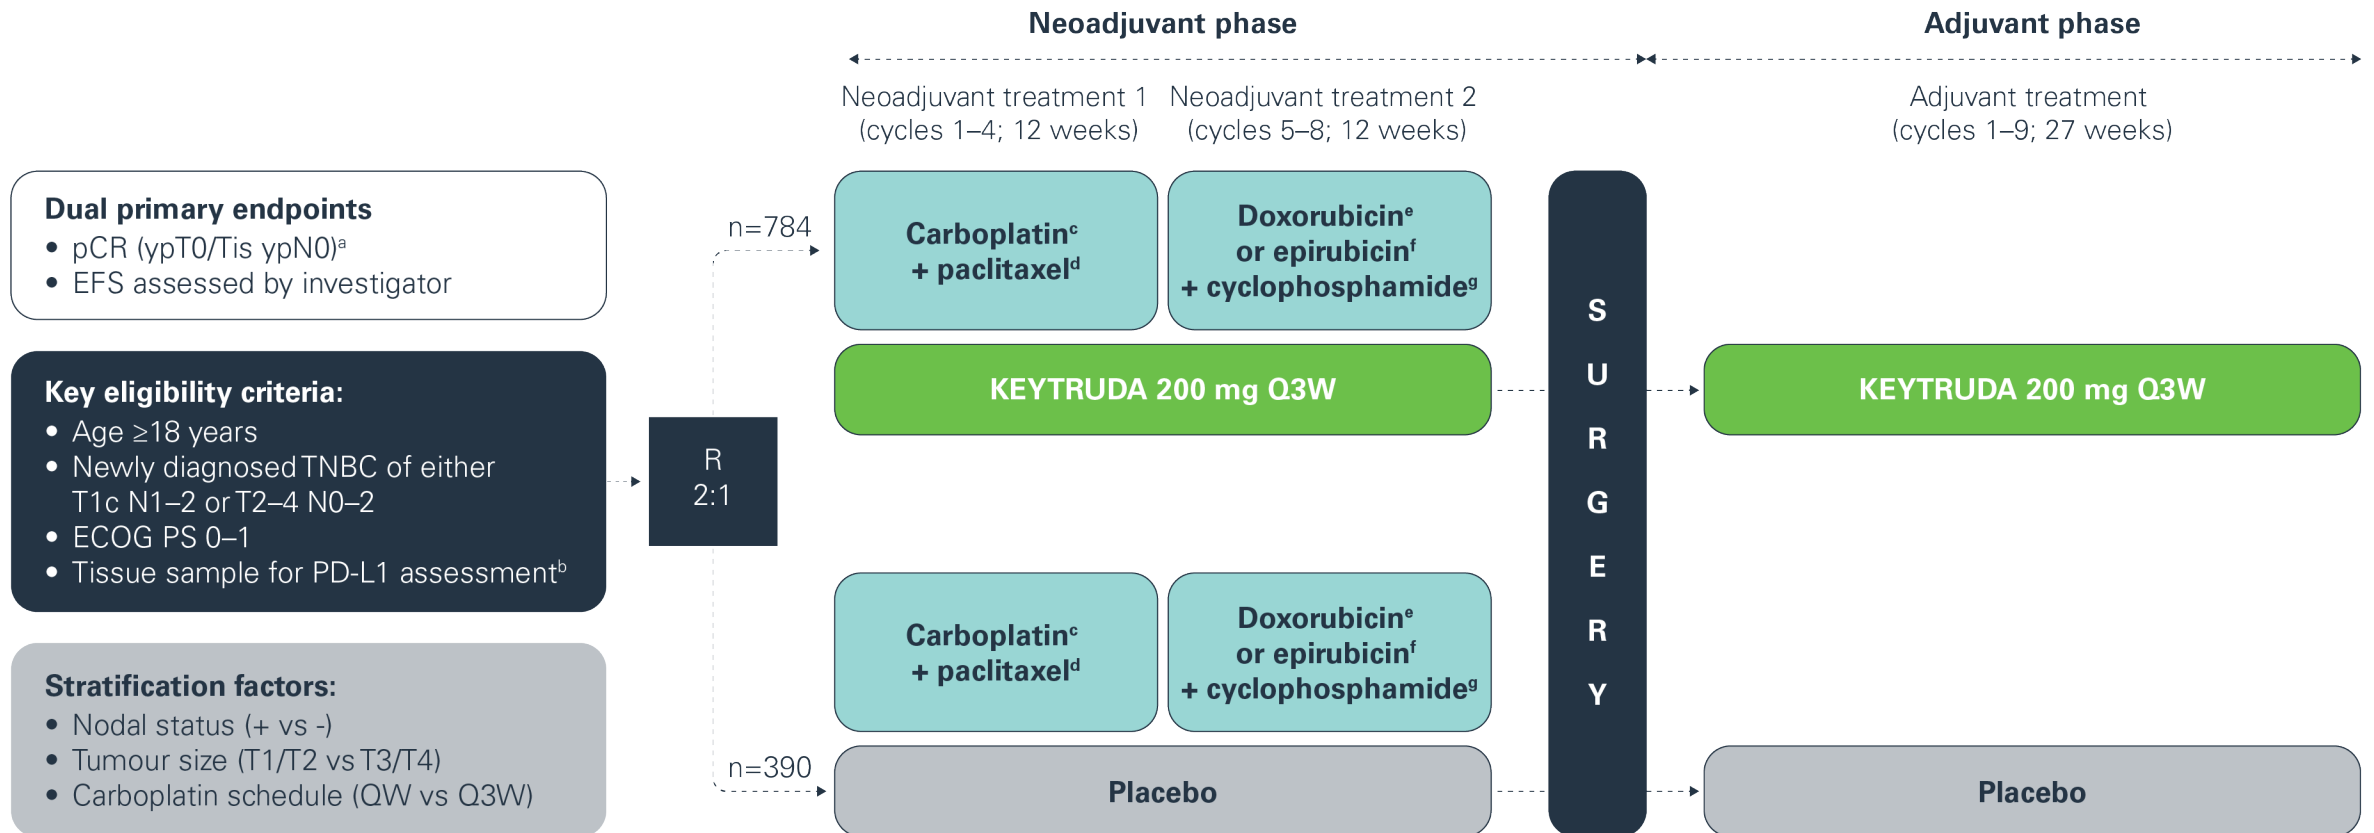 Neoadjuvant phase
Adjuvant phase
Neoadjuvant treatment 1
(cycles 1–4; 12 weeks)
Neoadjuvant treatment 2
(cycles 5–8; 12 weeks)
Adjuvant treatment
(cycles 1–9; 27 weeks)
Dual primary endpoints
• pCR (ypT0/Tis ypN0)ᵃ
• EFS assessed by investigator
Key eligibility criteria:
• Age ≥18 years
• Newly diagnosed TNBC of either
T1c N1–2 or T2–4 N0–2
• ECOG PS 0–1
• Tissue sample for PD-L1 assessmentᵇ
Stratification factors:
• Nodal status (+ vs -)
• Tumour size (T1/T2 vs T3/T4)
• Carboplatin schedule (QW vs Q3W)
R
2:1
n=784
Carboplatinᶜ
+ paclitaxelᵈ
Doxorubicinᵉ
or epirubicinᶠ
+ cyclophosphamideᵍ
KEYTRUDA 200 mg Q3W
n=390
Carboplatinᶜ
+ paclitaxelᵈ
Doxorubicinᵉ
or epirubicinᶠ
+ cyclophosphamideᵍ
Placebo
SURGERY
KEYTRUDA 200 mg Q3W
Placebo